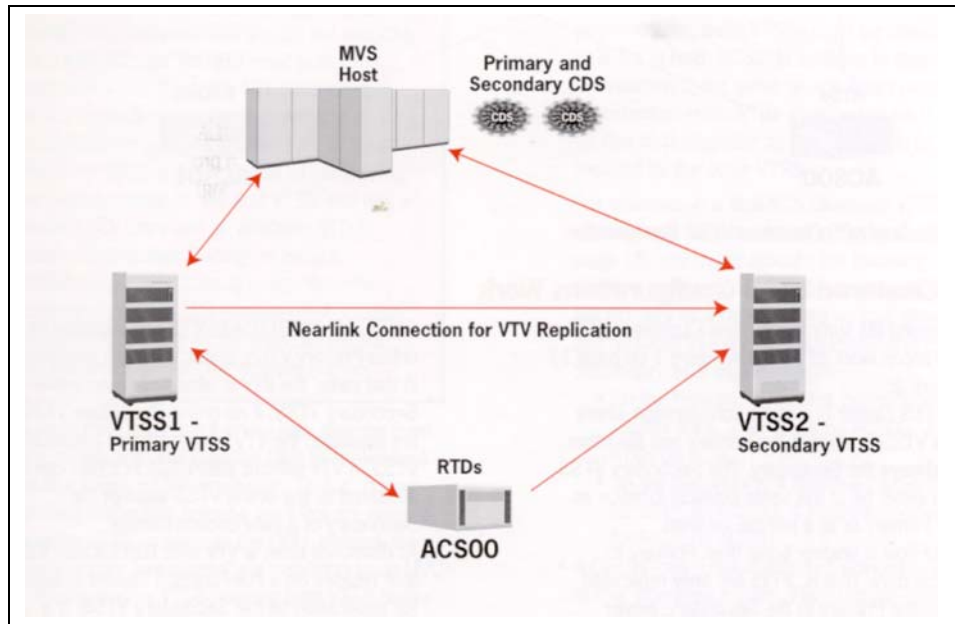 MVS
Host
Primary and
Secondary CDS
CDS
CDS
Nearlink Connection for VTV Replication
VTSS1 -
Primary VTSS
VTSS2 -
Secondary VTSS
RTDs
ACS00